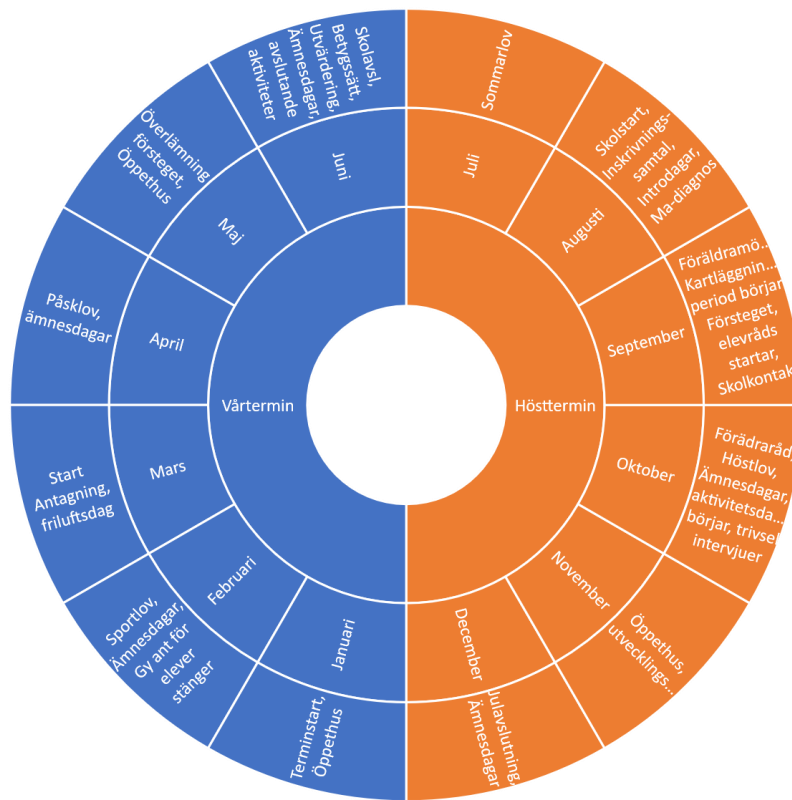 Vårtermin
Januari
Terminstart,
Öppethus
Februari
Sportlov,
Ämnesdagar,
Gy ant för
elever
stänger
Mars
Start
Antagning,
friluftsdag
April
Påsklov,
ämnesdagar
Maj
Överlämning
försteget,
Öppethus
Juni
Skolavsl,
Betygssätt,
Utvärdering,
Ämnesdagar,
avslutande
aktiviteter
Hösttermin
Juli
Sommarlov
Augusti
Skolstart,
Inskrivnings-
samtal,
Introdagar,
Ma-diagnos
September
Föräldramö...
Kartläggnin...
period börjar
Försteget,
elevråds
startar,
Skolkontak
Oktober
Förädraråd,
Höstlov,
Ämnesdagar,
aktivitetsda...
börjar, trivsel
intervjuer
November
Öppethus,
utvecklings...
December
Julavslutning,
Ämnesdagar